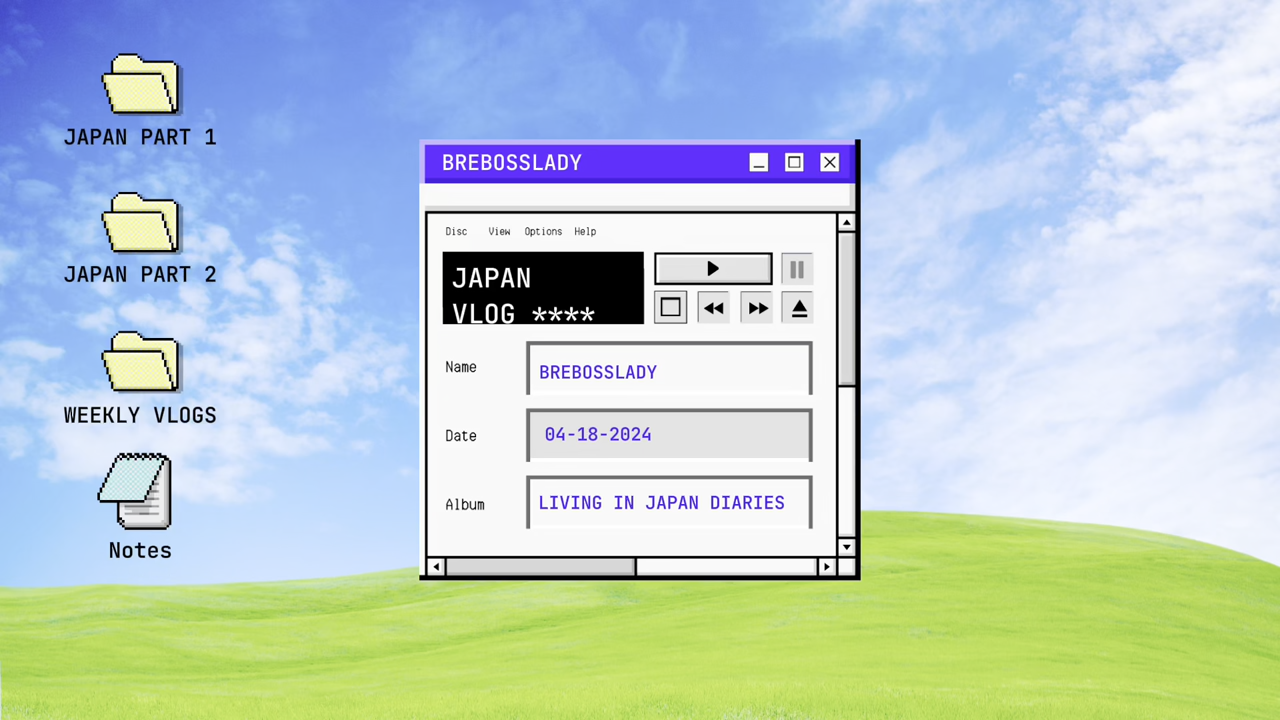 JAPAN PART 1
JAPAN PART 2
WEEKLY VLOGS
Notes
BREBOSSLADY
Disc View Options Help
JAPAN
VLOG ****
Name BREBOSSLADY
Date 04-18-2024
Album LIVING IN JAPAN DIARIES